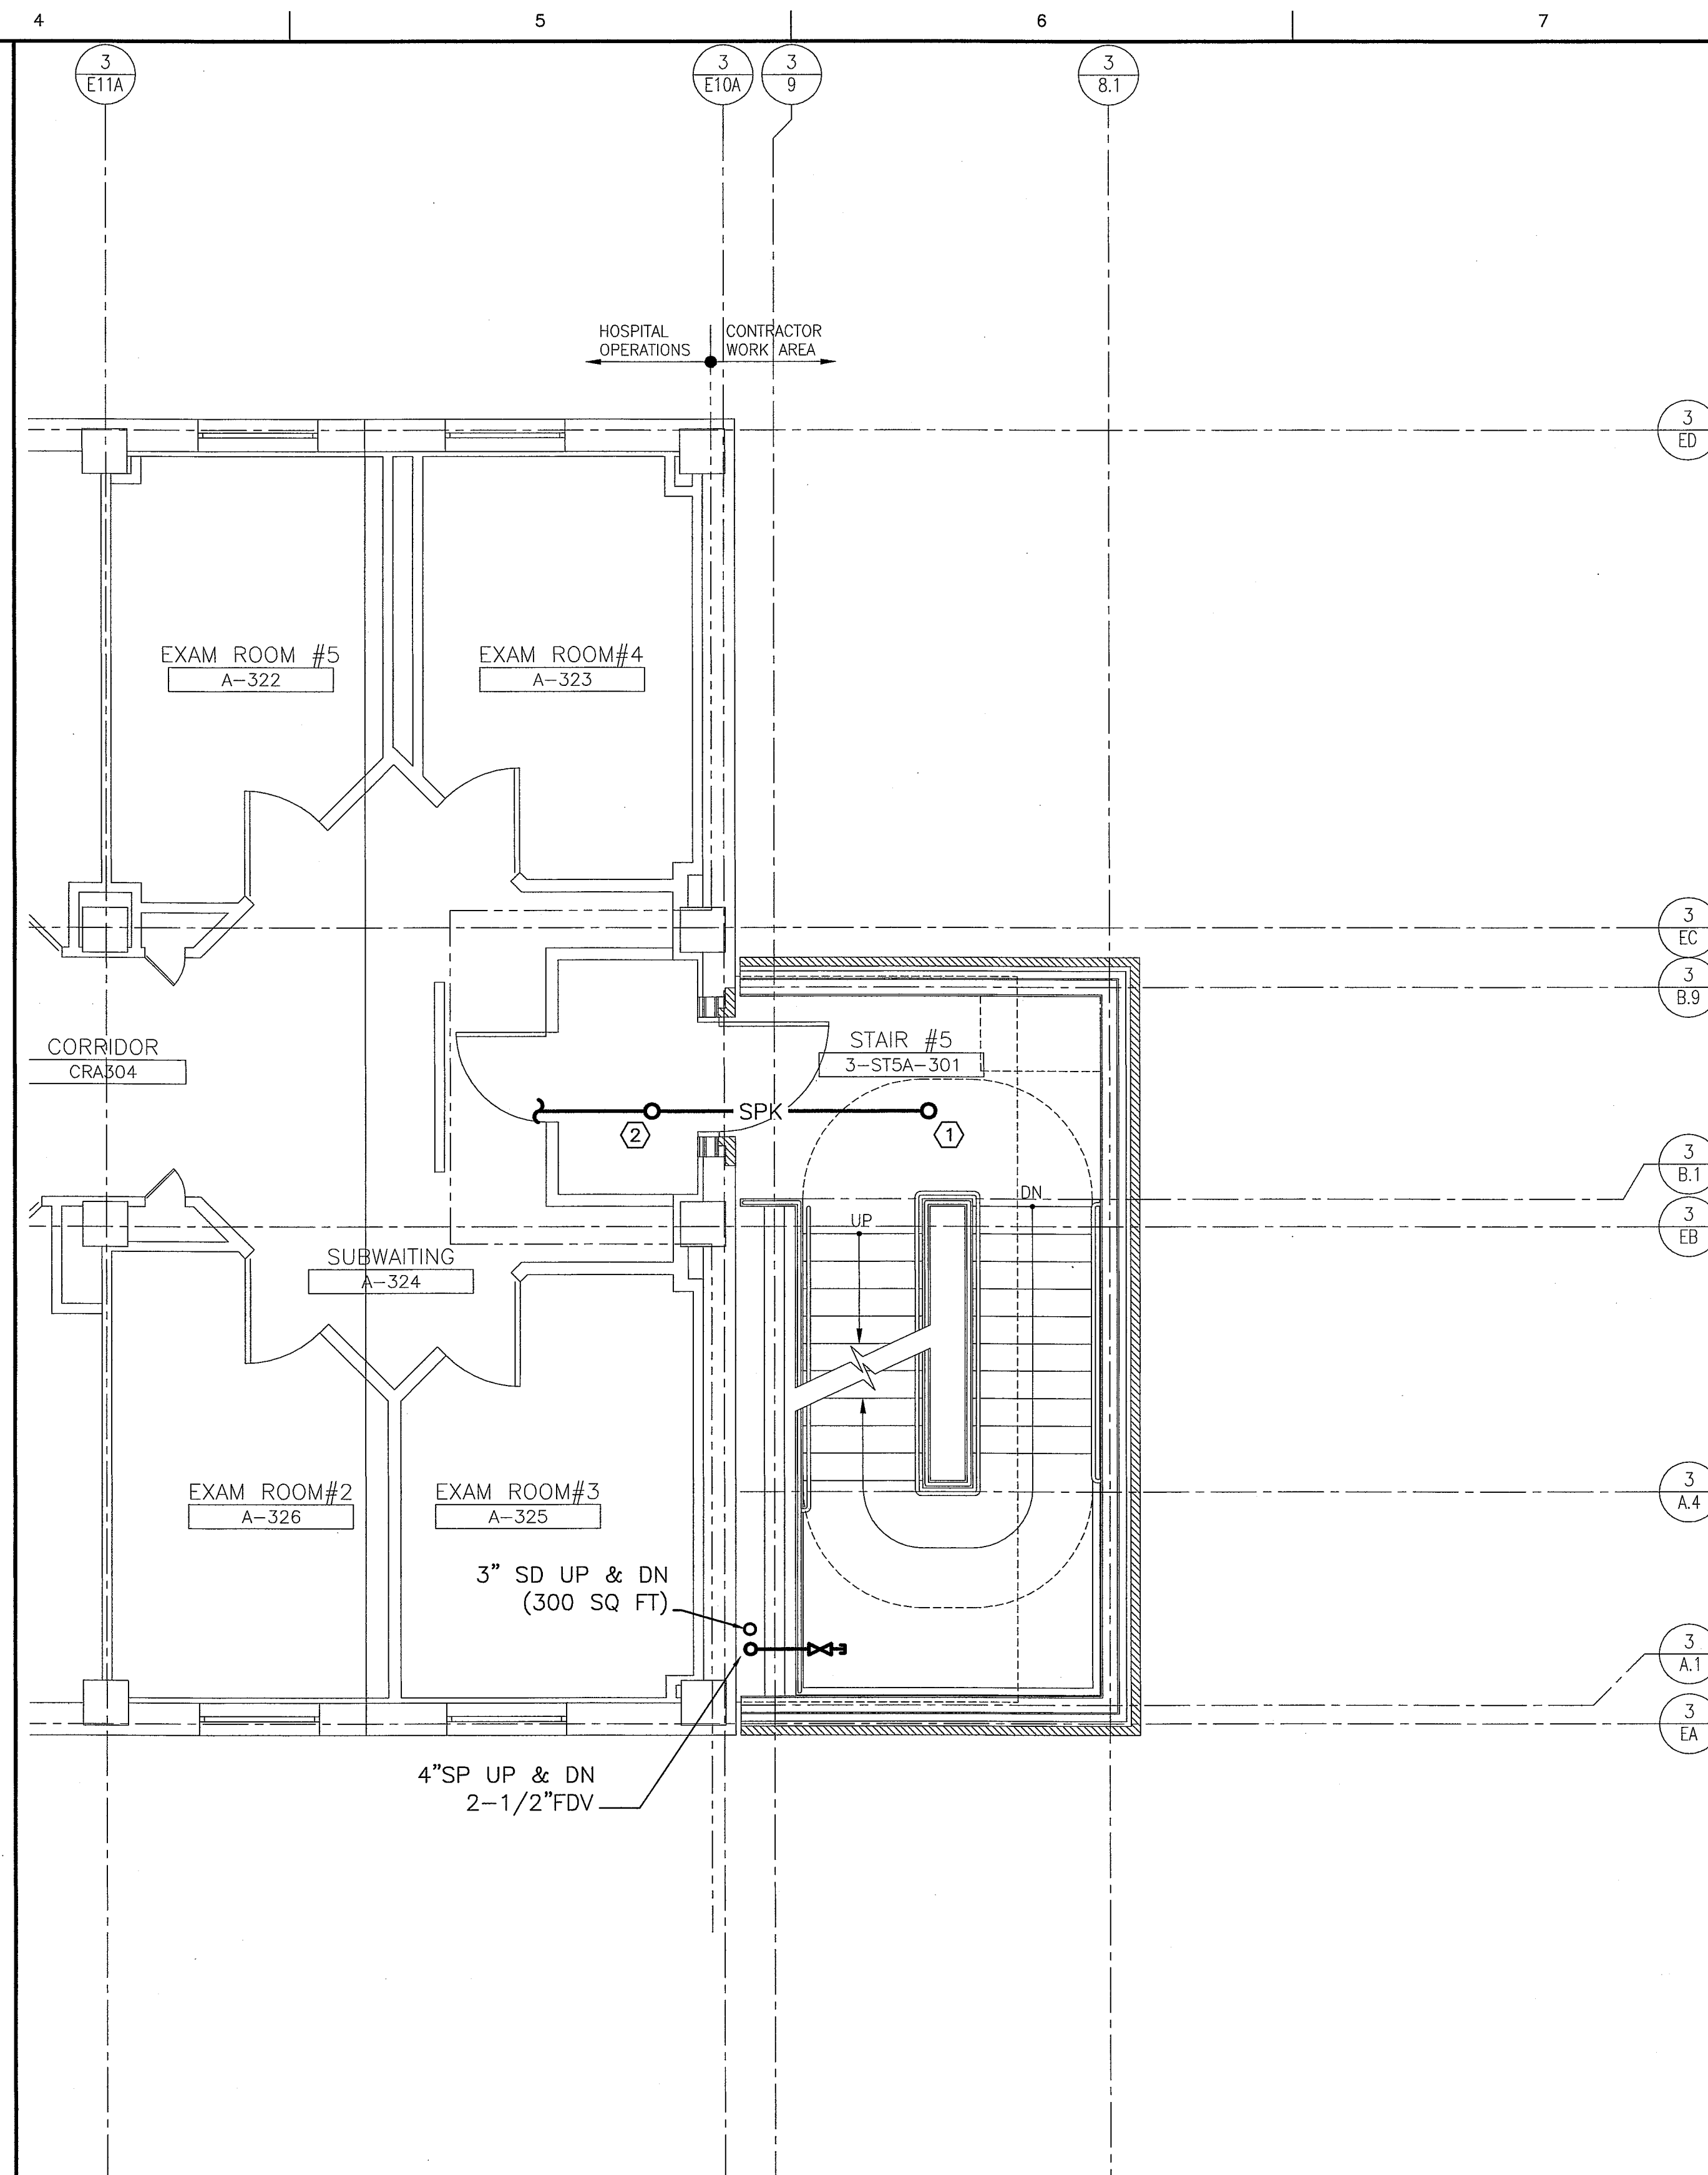 4
5
6
7
3
E11A
3
E10A
3
9
3
8.1
HOSPITAL
OPERATIONS
CONTRACTOR
WORK AREA
3
ED
EXAM ROOM #5
A-322
EXAM ROOM#4
A-323
3
EC
3
B.9
CORRIDOR
CRA304
STAIR #5
3-ST5A-301
SPK
2
1
3
B.1
DN
UP
3
EB
SUBWAITING
A-324
EXAM ROOM#2
A-326
EXAM ROOM#3
A-325
3
A.4
3" SD UP & DN
(300 SQ FT)
3
A.1
3
EA
4"SP UP & DN
2-1/2"FDV